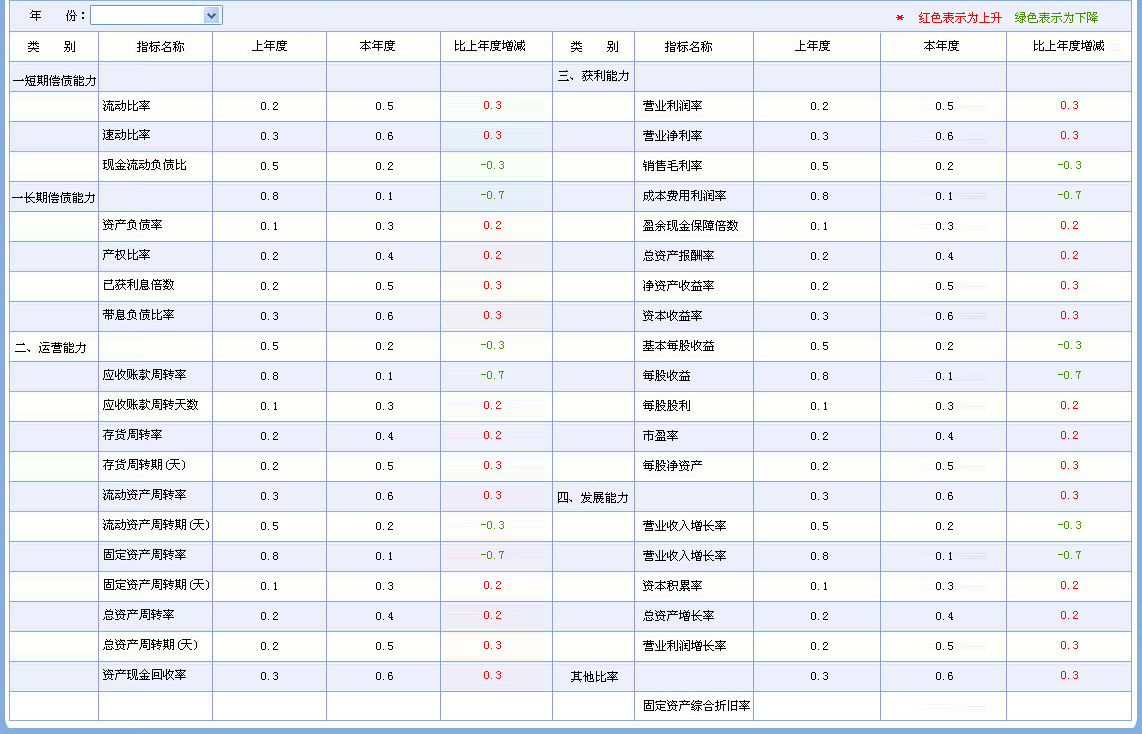 年 份：
* 红色表示为上升 绿色表示为下降
类 别 指标名称 上年度 本年度 比上年度增减 类 别 指标名称 上年度 本年度 比上年度增减
一短期偿债能力 三、获利能力
流动比率 0.2 0.5 0.3 营业利润率 0.2 0.5 0.3
速动比率 0.3 0.6 0.3 营业净利率 0.3 0.6 0.3
现金流动负债比 0.5 0.2 -0.3 销售毛利率 0.5 0.2 -0.3
一长期偿债能力 0.8 0.1 -0.7 成本费用利润率 0.8 0.1 -0.7
资产负债率 0.1 0.3 0.2 盈余现金保障倍数 0.1 0.3 0.2
产权比率 0.2 0.4 0.2 总资产报酬率 0.2 0.4 0.2
已获利息倍数 0.2 0.5 0.3 净资产收益率 0.2 0.5 0.3
带息负债比率 0.3 0.6 0.3 资本收益率 0.3 0.6 0.3
二、运营能力 0.5 0.2 -0.3 基本每股收益 0.5 0.2 -0.3
应收账款周转率 0.8 0.1 -0.7 每股收益 0.8 0.1 -0.7
应收账款周转天数 0.1 0.3 0.2 每股股利 0.1 0.3 0.2
存货周转率 0.2 0.4 0.2 市盈率 0.2 0.4 0.2
存货周转期(天) 0.2 0.5 0.3 每股净资产 0.2 0.5 0.3
流动资产周转率 0.3 0.6 0.3 四、发展能力 0.3 0.6 0.3
流动资产周转期(天) 0.5 0.2 -0.3 营业收入增长率 0.5 0.2 -0.3
固定资产周转率 0.8 0.1 -0.7 营业收入增长率 0.8 0.1 -0.7
固定资产周转期(天) 0.1 0.3 0.2 资本积累率 0.1 0.3 0.2
总资产周转率 0.2 0.4 0.2 总资产增长率 0.2 0.4 0.2
总资产周转期(天) 0.2 0.5 0.3 营业利润增长率 0.2 0.5 0.3
资产现金回收率 0.3 0.6 0.3 其他比率 0.3 0.6 0.3
固定资产综合折旧率